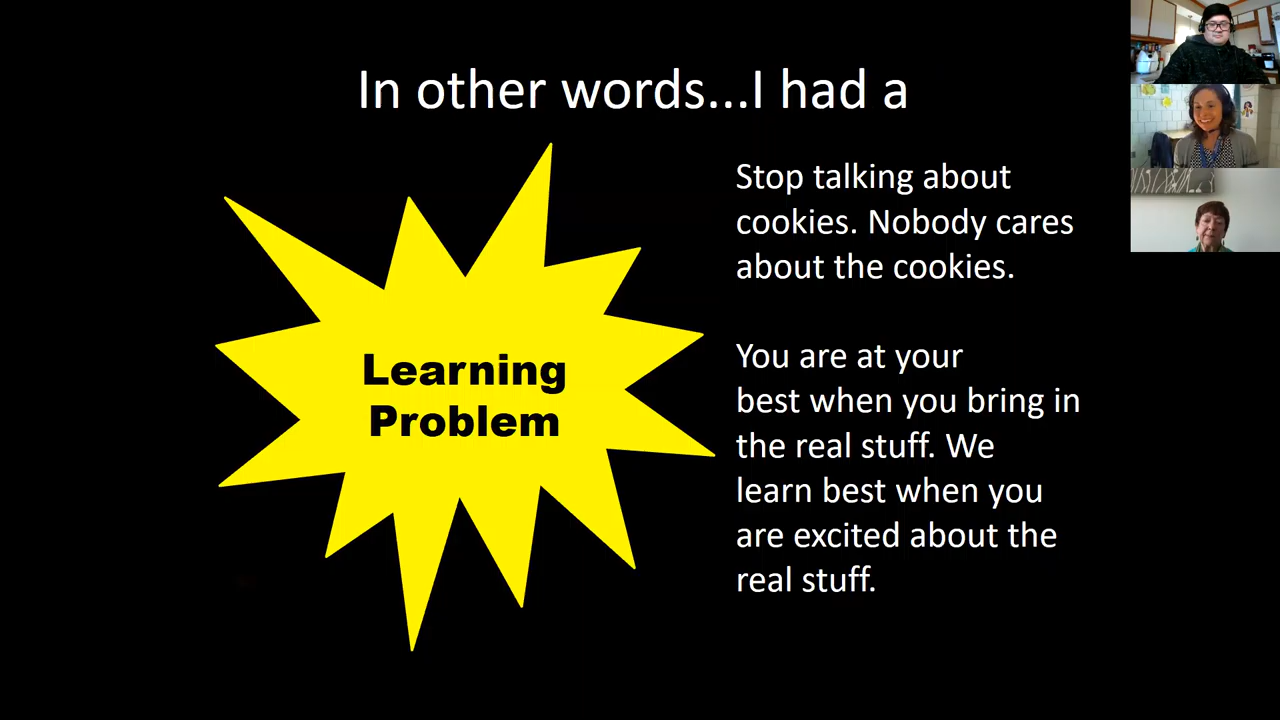 In other words...I had a
Learning
Problem
Stop talking about
cookies. Nobody cares
about the cookies.
You are at your
best when you bring in
the real stuff. We
learn best when you
are excited about the
real stuff.